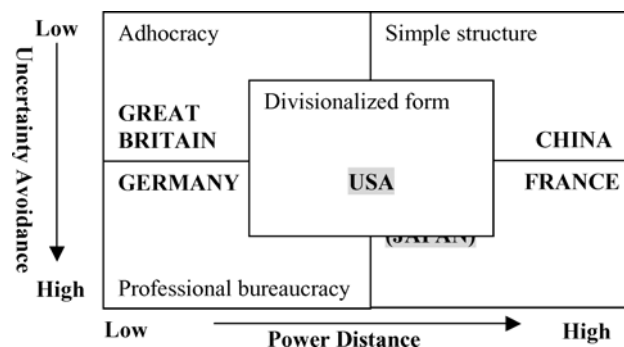 Low
Uncertainty Avoidance
High
Adhocracy
Simple structure
Divisionalized form
GREAT
BRITAIN
CHINA
GERMANY
USA
FRANCE
(JAPAN)
Professional bureaucracy
Low
Power Distance
High